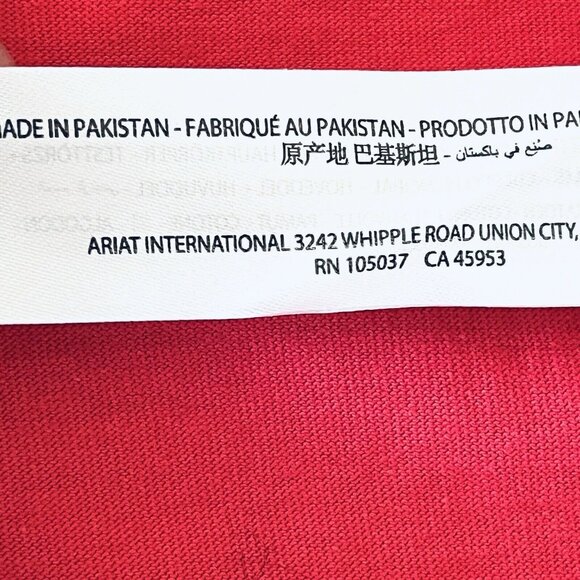 MADE IN PAKISTAN - FABRIQUÉ AU PAKISTAN - PRODOTTO IN PA
原产地 巴基斯坦 - صُنع في باكستان
ARIAT INTERNATIONAL 3242 WHIPPLE ROAD UNION CITY,
RN 105037 CA 45953